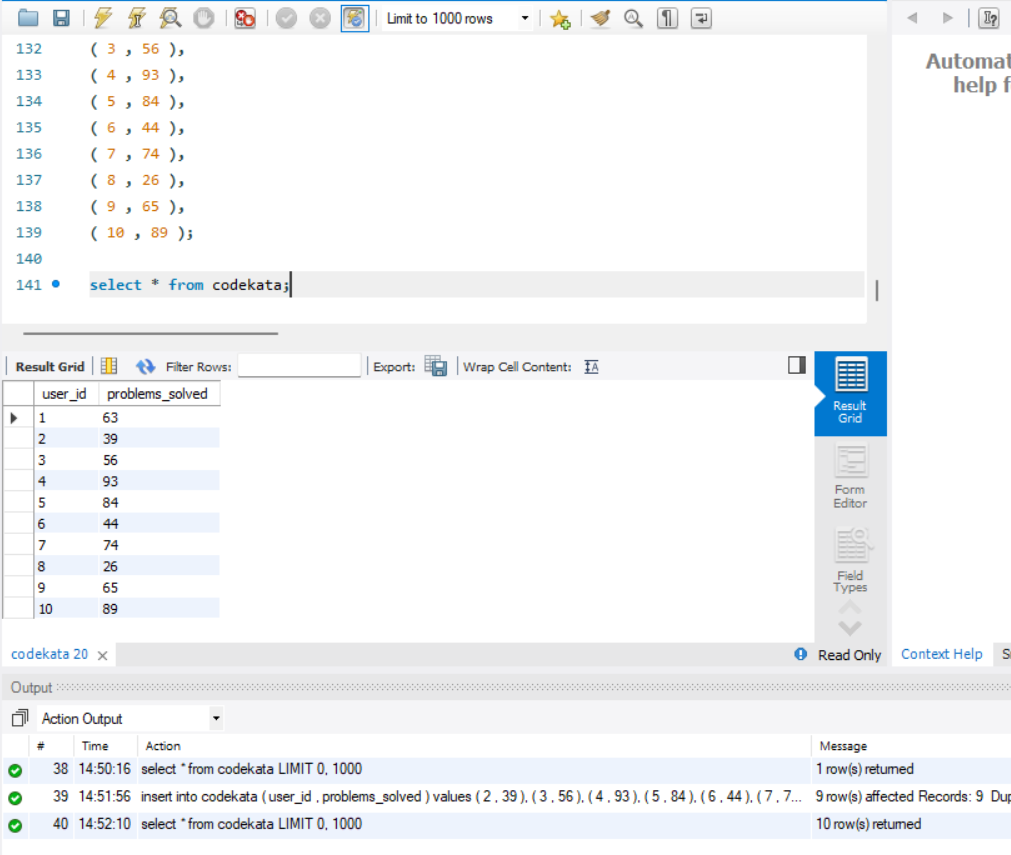 Limit to 1000 rows
132 ( 3 , 56 ),
133 ( 4 , 93 ),
134 ( 5 , 84 ),
135 ( 6 , 44 ),
136 ( 7 , 74 ),
137 ( 8 , 26 ),
138 ( 9 , 65 ),
139 ( 10 , 89 );
140
141 select * from codekata;
Automat
help f
Result Grid Filter Rows: Export: Wrap Cell Content:
user_id problems_solved
1 63
2 39
3 56
4 93
5 84
6 44
7 74
8 26
9 65
10 89
Result
Grid
Form
Editor
Field
Types
codekata 20
Read Only
Context Help S
Output
Action Output
# Time Action Message
38 14:50:16 select * from codekata LIMIT 0, 1000 1 row(s) returned
39 14:51:56 insert into codekata ( user_id , problems_solved ) values ( 2 , 39 ), ( 3 , 56 ), ( 4 , 93 ), ( 5 , 84 ), ( 6 , 44 ), ( 7 , 7... 9 row(s) affected Records: 9 Dup
40 14:52:10 select * from codekata LIMIT 0, 1000 10 row(s) returned